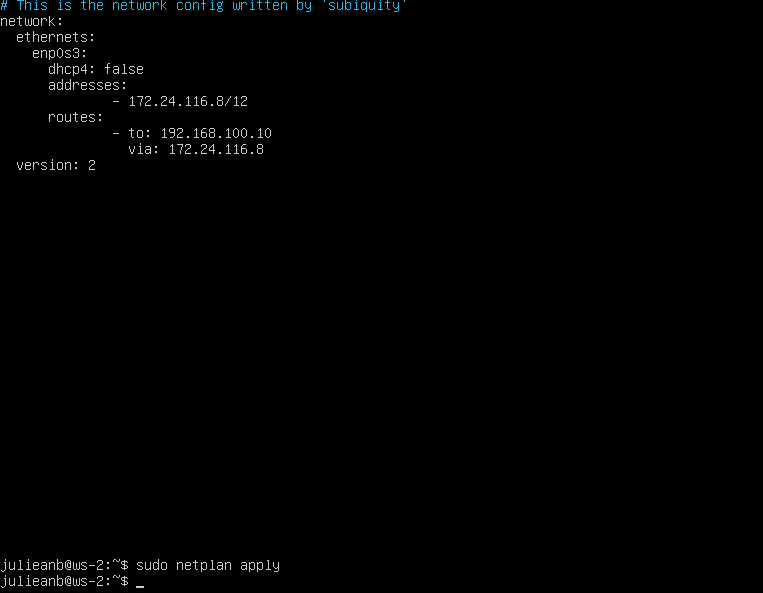 # This is the network config written by 'subiquity'
network:
  ethernets:
    enp0s3:
      dhcp4: false
      addresses:
              - 172.24.116.8/12
      routes:
              - to: 192.168.100.10
                via: 172.24.116.8
  version: 2
julieanb@ws-2:~$ sudo netplan apply
julieanb@ws-2:~$ _